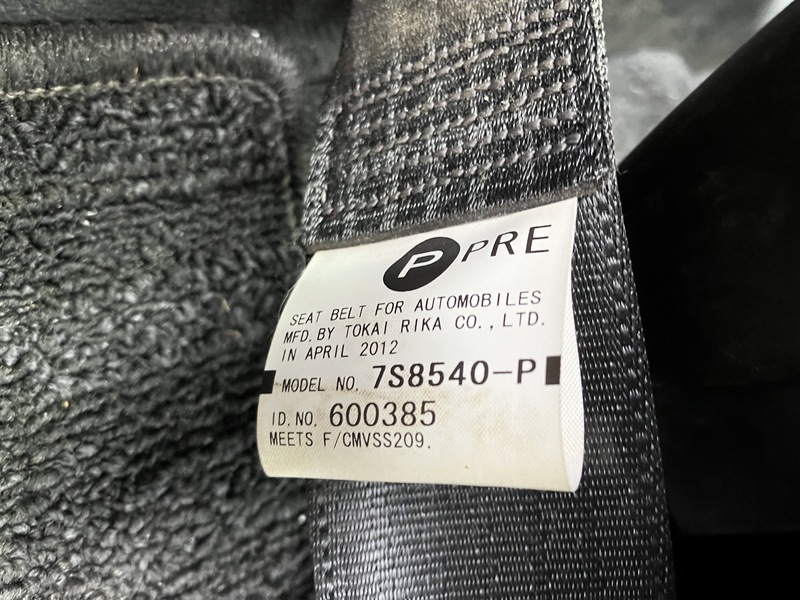 P PRE
SEAT BELT FOR AUTOMOBILES
MFD. BY TOKAI RIKA CO., LTD.
IN APRIL 2012
MODEL NO. 7S8540-P
ID. NO. 600385
MEETS F/CMVSS209.